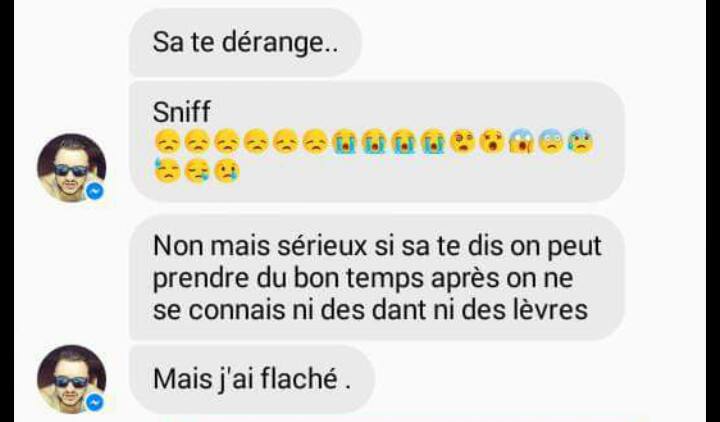 Sa te dérange..
Sniff
😞😞😞😞😞😞😭😭😭😭😵😲😱😨😰
😓😪😢
Non mais sérieux si sa te dis on peut
prendre du bon temps après on ne
se connais ni des dant ni des lèvres
Mais j'ai flaché .